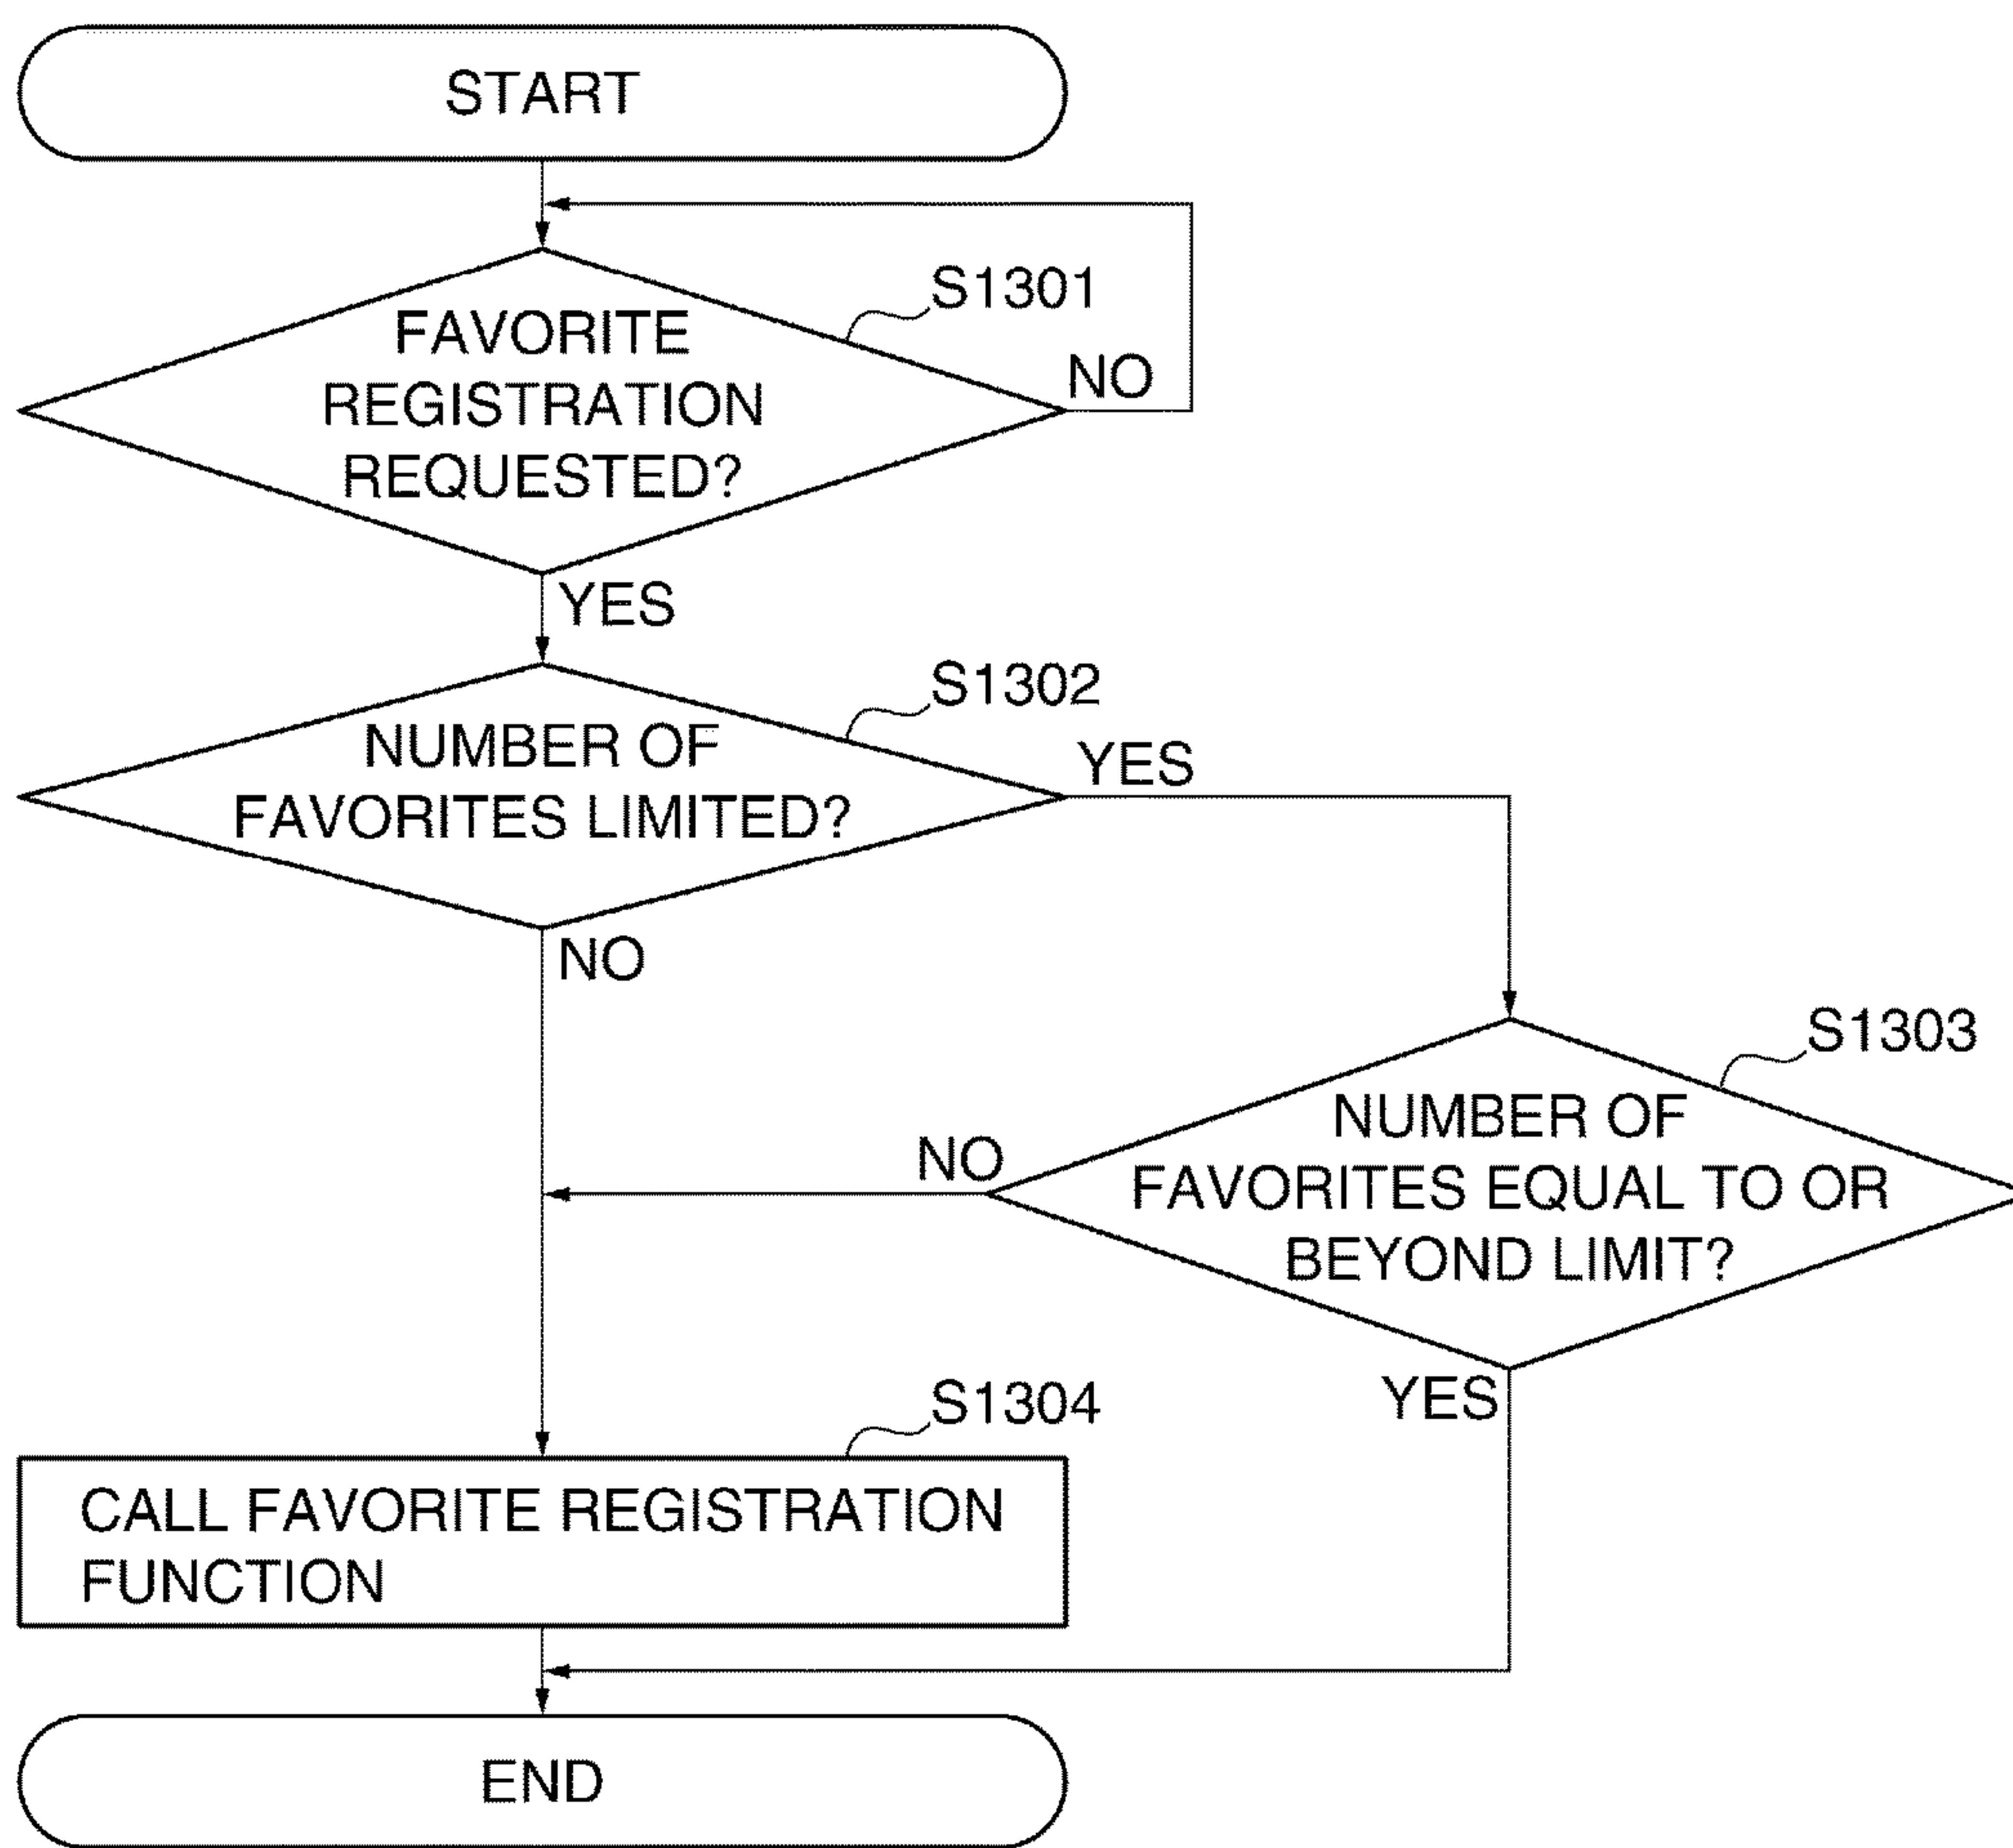 START
S1301
FAVORITE
REGISTRATION
REQUESTED?
NO
YES
S1302
NUMBER OF
FAVORITES LIMITED?
YES
NO
S1303
NUMBER OF
FAVORITES EQUAL TO OR
BEYOND LIMIT?
NO
YES
S1304
CALL FAVORITE REGISTRATION
FUNCTION
END